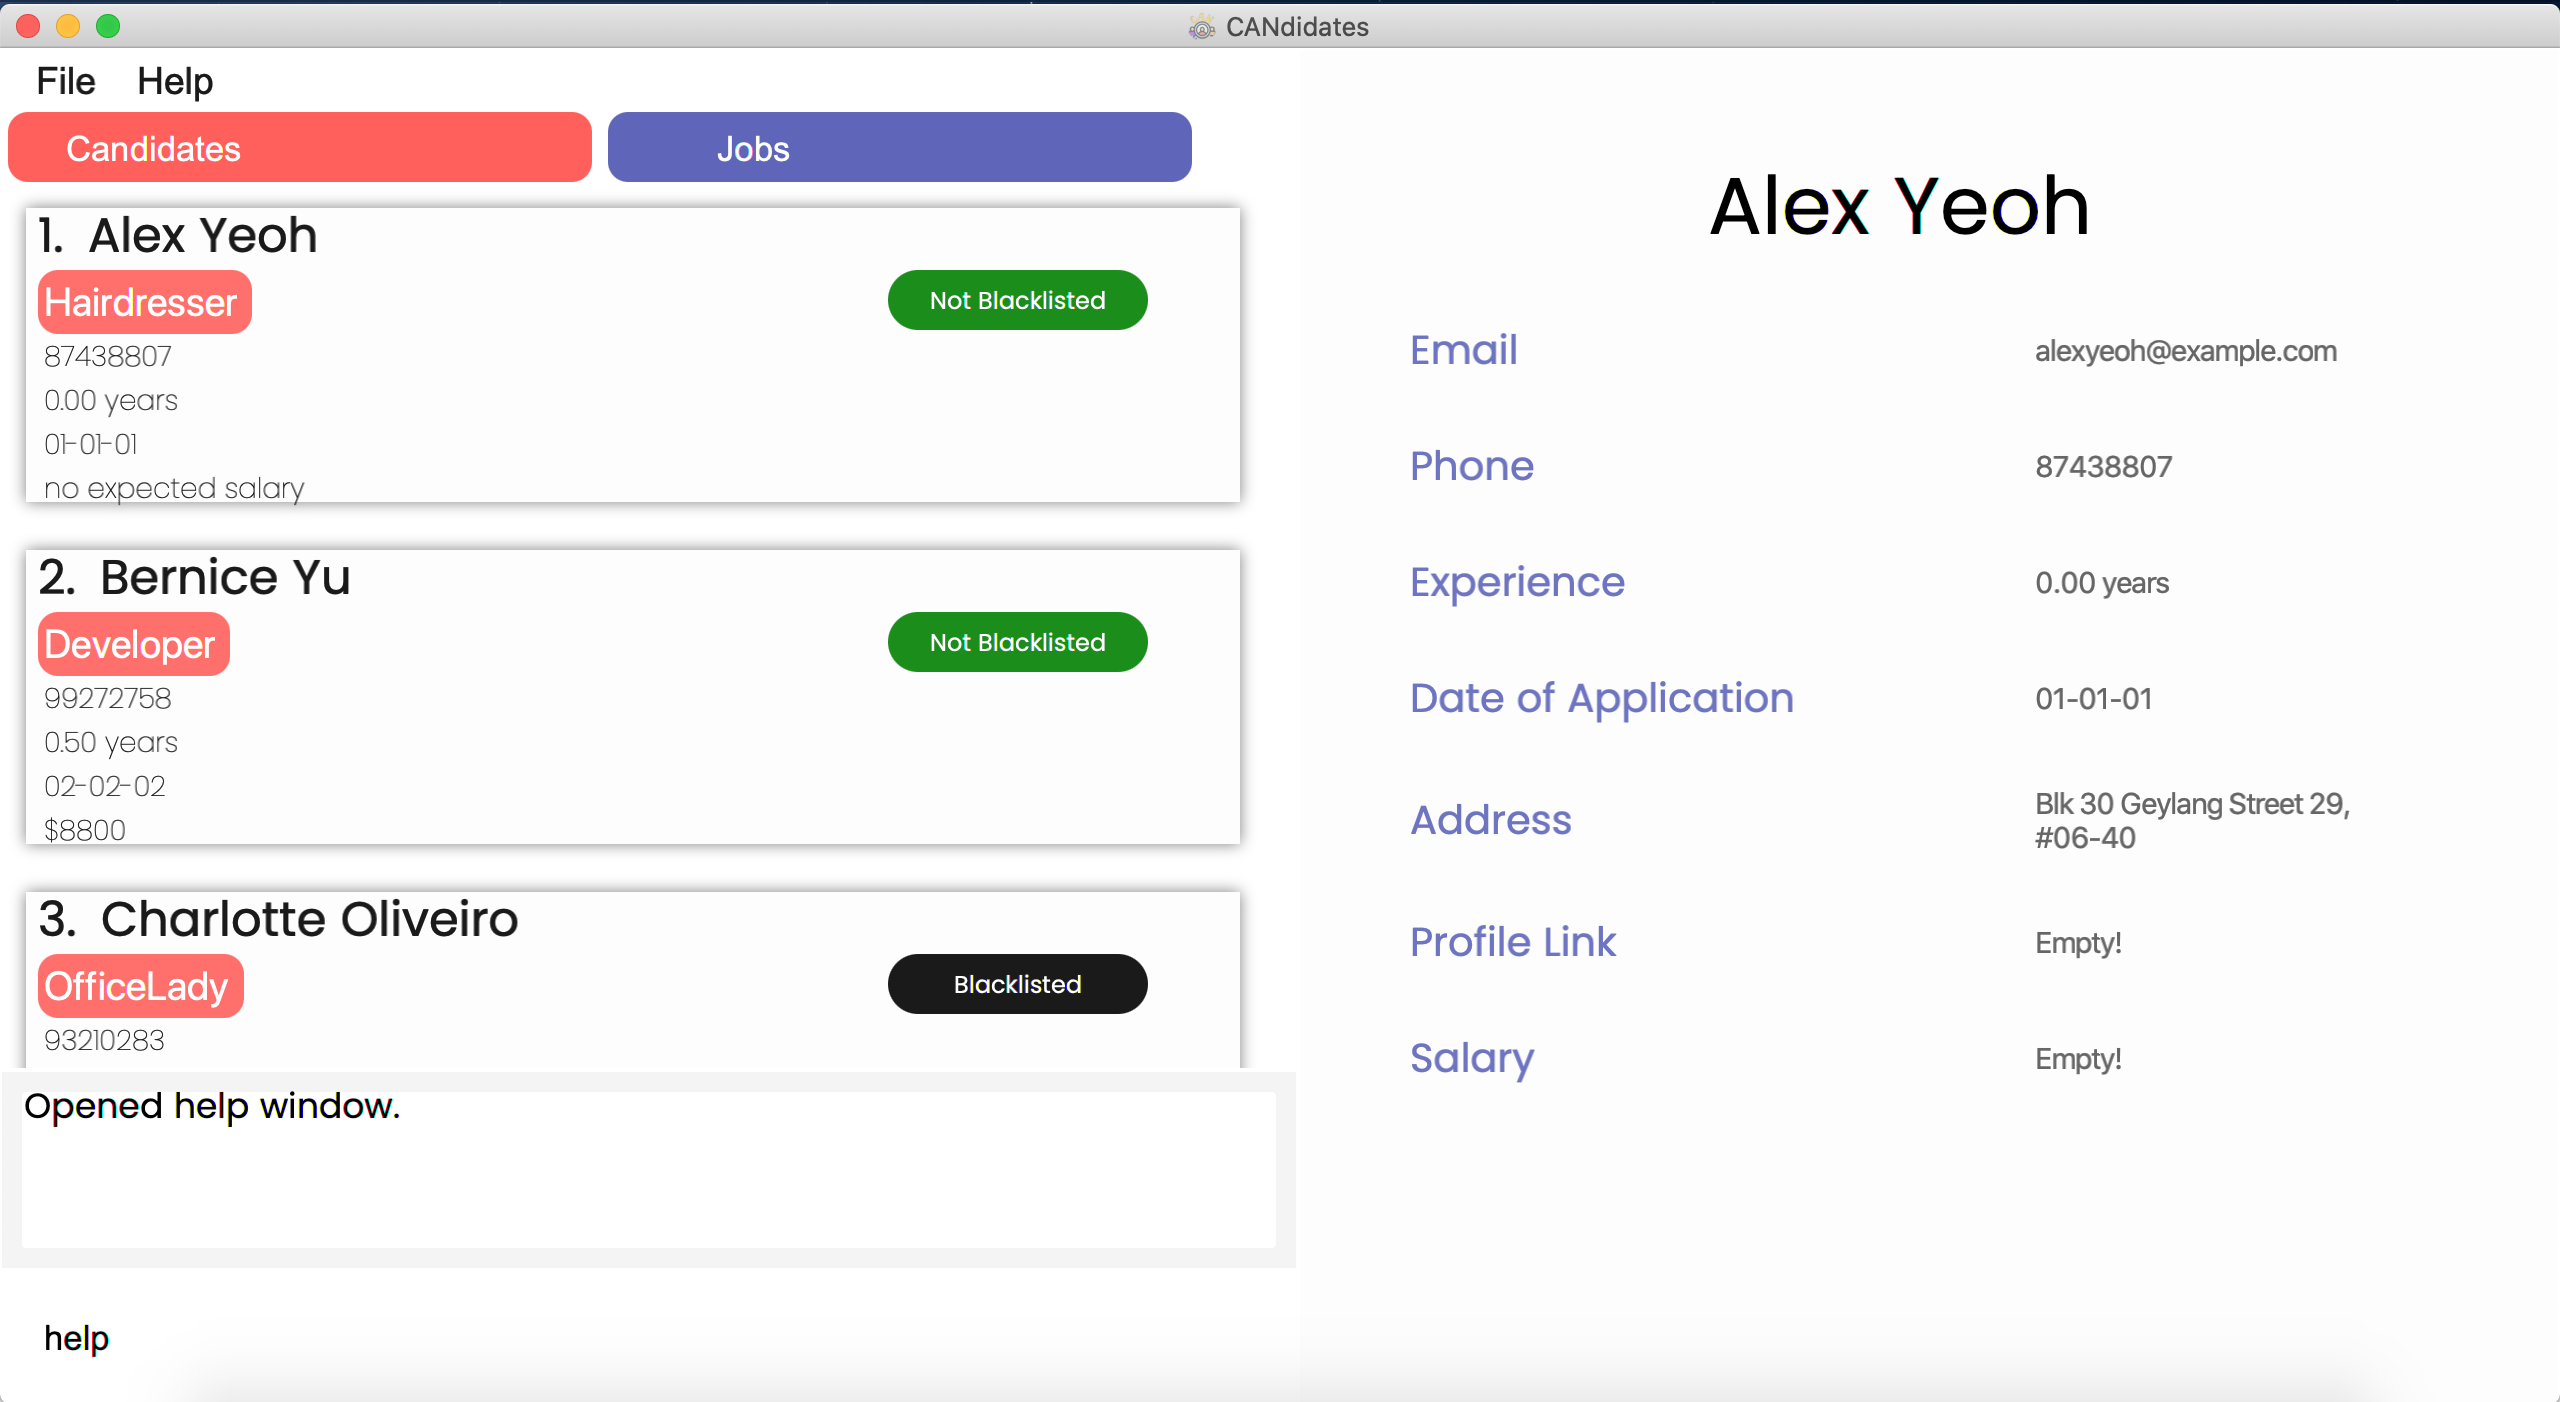 CANdidates
File Help
Candidates Jobs
1. Alex Yeoh
Hairdresser Not Blacklisted
87438807
0.00 years
01-01-01
no expected salary
2. Bernice Yu
Developer Not Blacklisted
99272758
0.50 years
02-02-02
$8800
3. Charlotte Oliveiro
OfficeLady Blacklisted
93210283
Opened help window.
help
Alex Yeoh
Email alexyeoh@example.com
Phone 87438807
Experience 0.00 years
Date of Application 01-01-01
Address Blk 30 Geylang Street 29,
#06-40
Profile Link Empty!
Salary Empty!